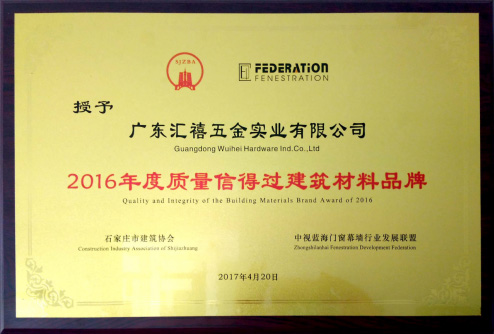 SJZBA
FEDERATION
FENESTRATION
授予
广东汇禧五金实业有限公司
Guangdong Wuihei Hardware Ind.Co.,Ltd
2016年度质量信得过建筑材料品牌
Quality and Integrity of the Building Materials Brand Award of 2016
石家庄市建筑协会
Construction Industry Association of Shijiazhuang
中视蓝海门窗幕墙行业发展联盟
Zhongshilanhai Fenestration Development Federation
2017年4月20日